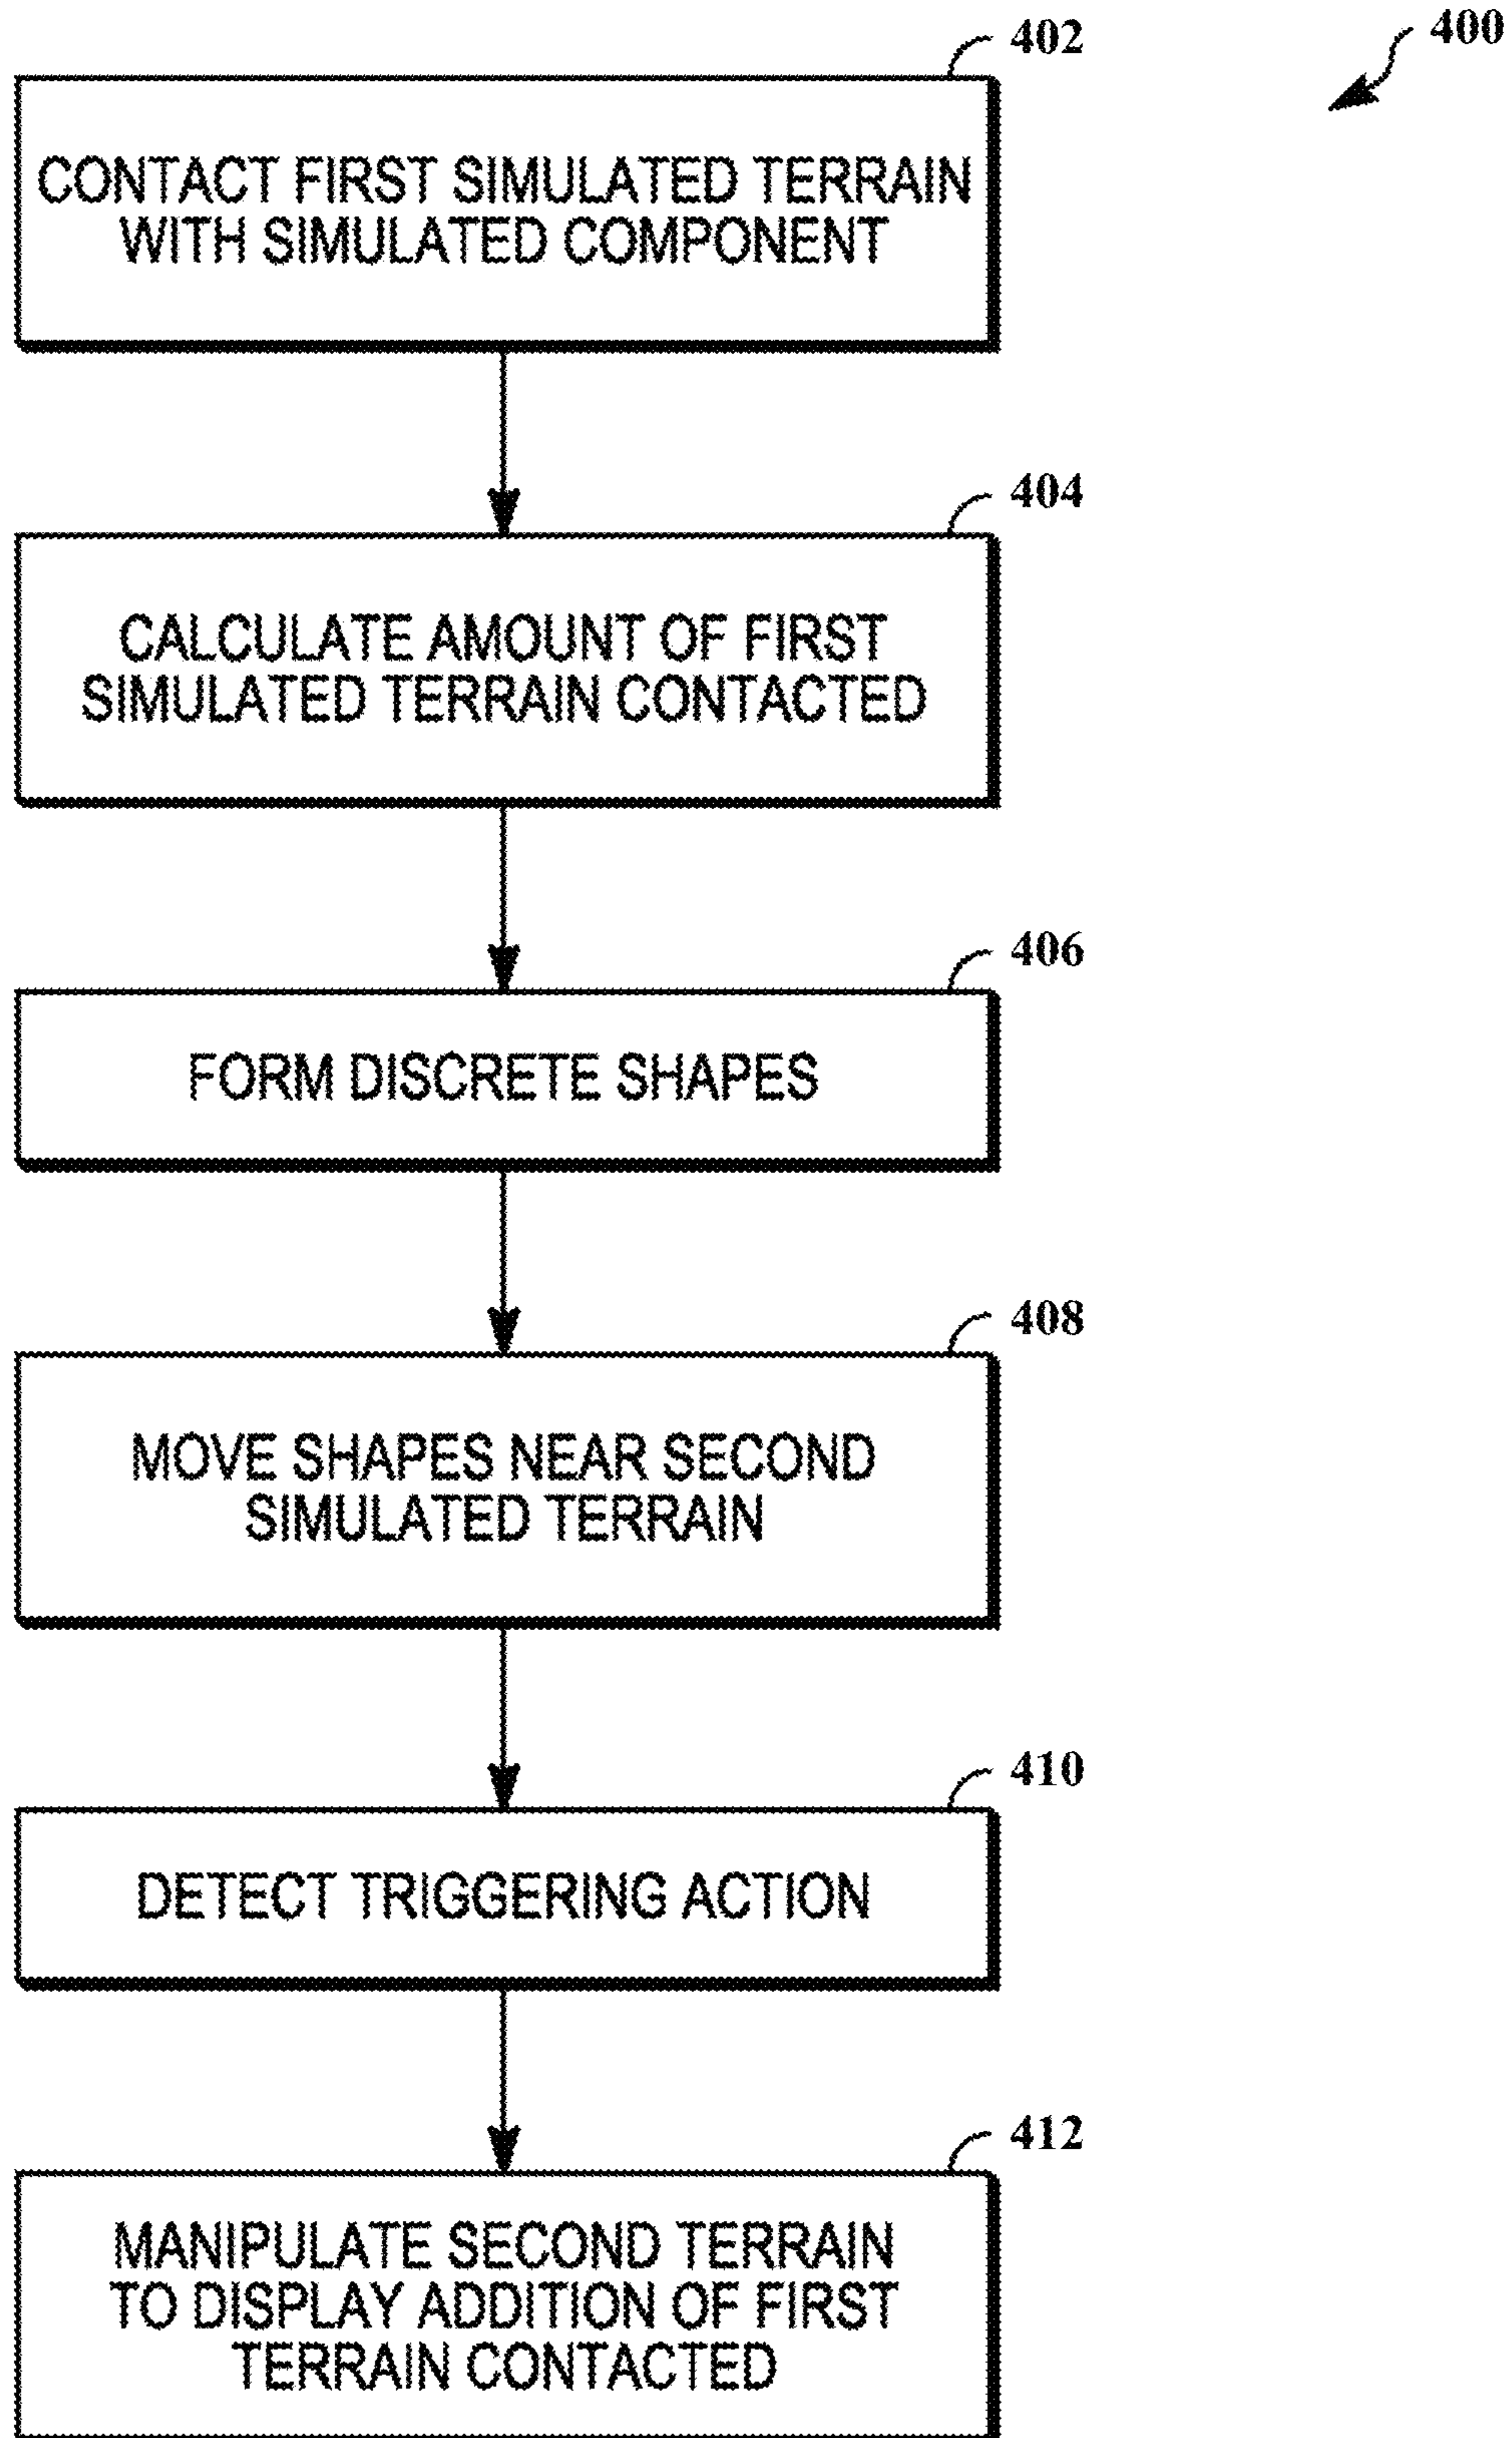 400
402
CONTACT FIRST SIMULATED TERRAIN
WITH SIMULATED COMPONENT
404
CALCULATE AMOUNT OF FIRST
SIMULATED TERRAIN CONTACTED
406
FORM DISCRETE SHAPES
408
MOVE SHAPES NEAR SECOND
SIMULATED TERRAIN
410
DETECT TRIGGERING ACTION
412
MANIPULATE SECOND TERRAIN
TO DISPLAY ADDITION OF FIRST
TERRAIN CONTACTED